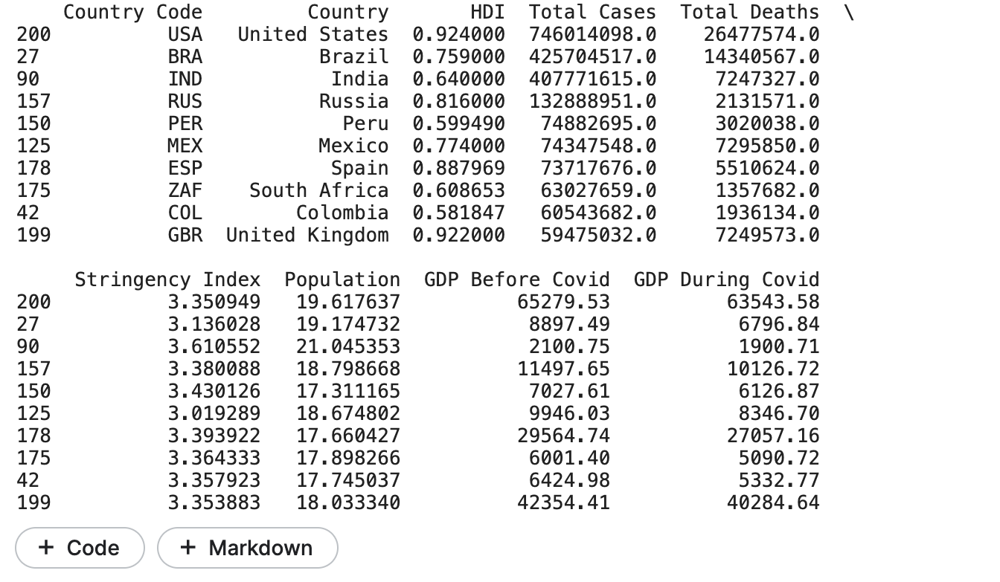 Country Code Country HDI Total Cases Total Deaths \
200 USA United States 0.924000 746014098.0 26477574.0
27 BRA Brazil 0.759000 425704517.0 14340567.0
90 IND India 0.640000 407771615.0 7247327.0
157 RUS Russia 0.816000 132888951.0 2131571.0
150 PER Peru 0.599490 74882695.0 3020038.0
125 MEX Mexico 0.774000 74347548.0 7295850.0
178 ESP Spain 0.887969 73717676.0 5510624.0
175 ZAF South Africa 0.608653 63027659.0 1357682.0
42 COL Colombia 0.581847 60543682.0 1936134.0
199 GBR United Kingdom 0.922000 59475032.0 7249573.0
Stringency Index Population GDP Before Covid GDP During Covid
200 3.350949 19.617637 65279.53 63543.58
27 3.136028 19.174732 8897.49 6796.84
90 3.610552 21.045353 2100.75 1900.71
157 3.380088 18.798668 11497.65 10126.72
150 3.430126 17.311165 7027.61 6126.87
125 3.019289 18.674802 9946.03 8346.70
178 3.393922 17.660427 29564.74 27057.16
175 3.364333 17.898266 6001.40 5090.72
42 3.357923 17.745037 6424.98 5332.77
199 3.353883 18.033340 42354.41 40284.64
+ Code + Markdown